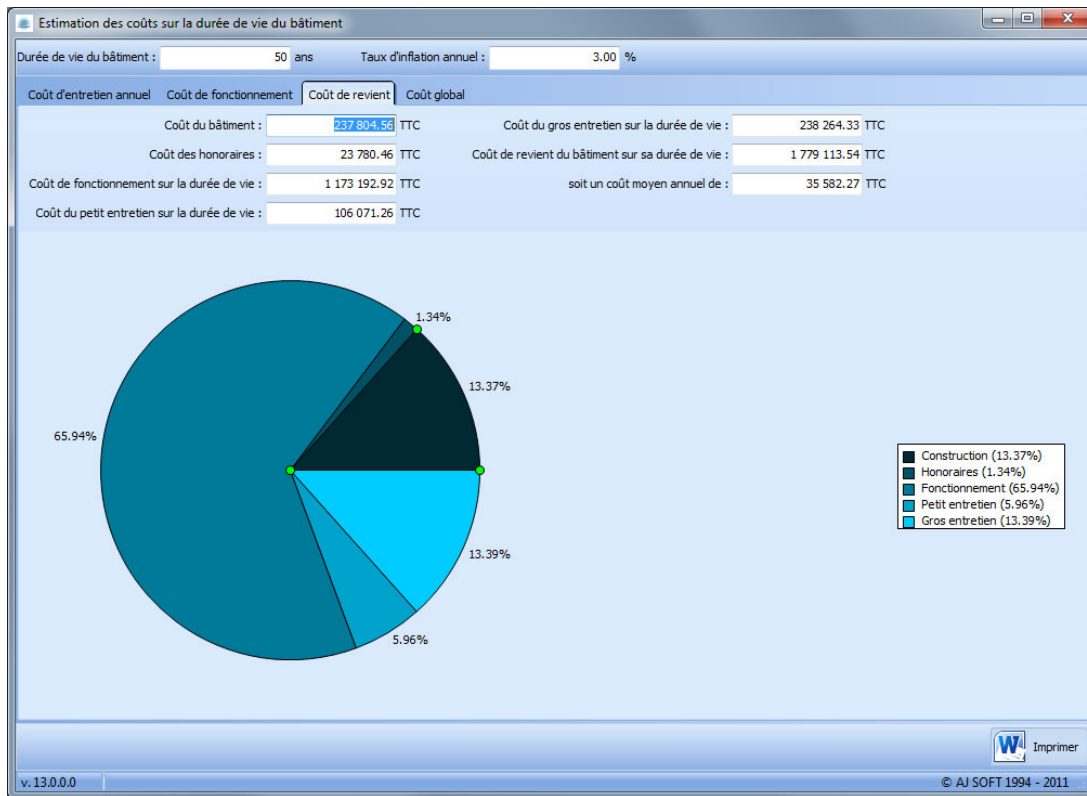 Estimation des coûts sur la durée de vie du bâtiment
Durée de vie du bâtiment : 50 ans Taux d'inflation annuel : 3.00 %
Coût d'entretien annuel Coût de fonctionnement Coût de revient Coût global
Coût du bâtiment : 237 804.56 TTC Coût du gros entretien sur la durée de vie : 238 264.33 TTC
Coût des honoraires : 23 780.46 TTC Coût de revient du bâtiment sur sa durée de vie : 1 779 113.54 TTC
Coût de fonctionnement sur la durée de vie : 1 173 192.92 TTC soit un coût moyen annuel de : 35 582.27 TTC
Coût du petit entretien sur la durée de vie : 106 071.26 TTC
1.34%
13.37%
65.94%
Construction (13.37%)
Honoraires (1.34%)
Fonctionnement (65.94%)
Petit entretien (5.96%)
Gros entretien (13.39%)
13.39%
5.96%
W Imprimer
v. 13.0.0.0 © AJ SOFT 1994 - 2011